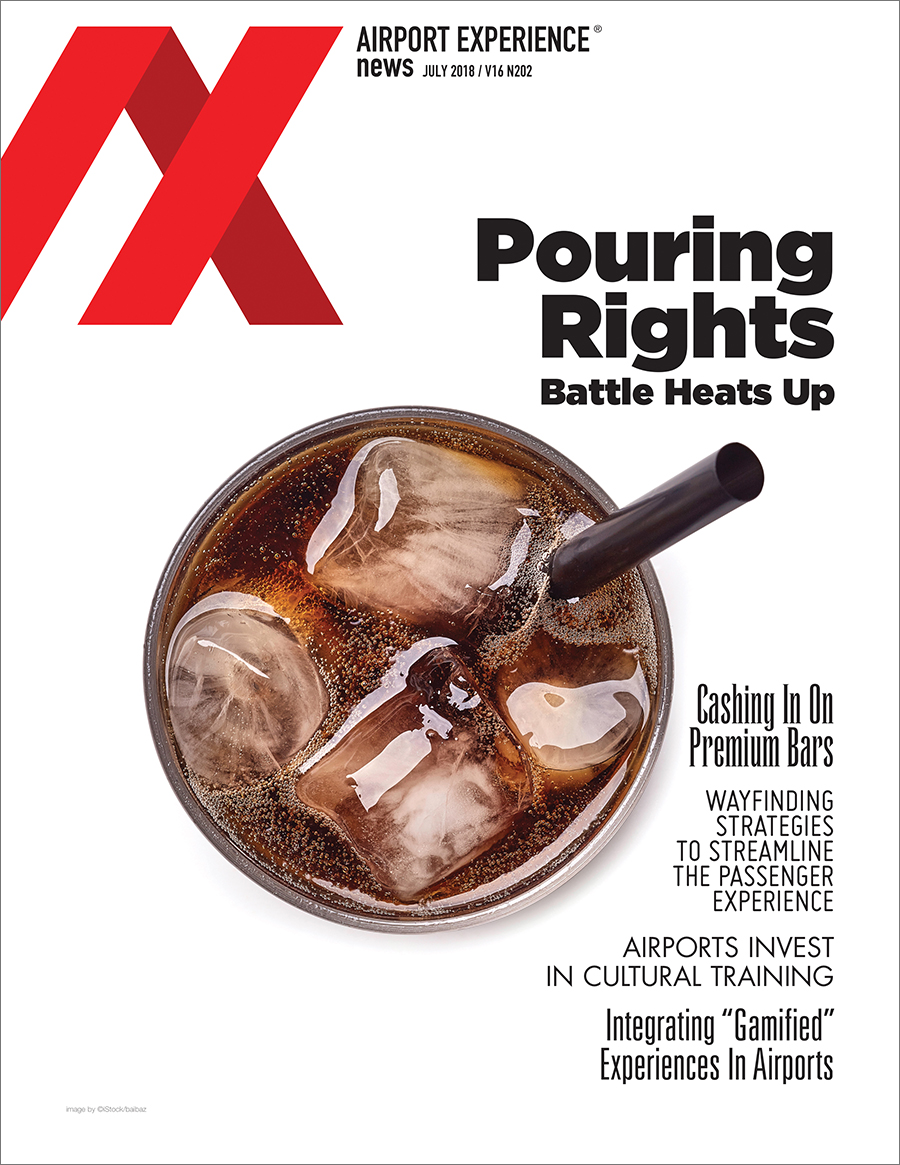 AX
AIRPORT EXPERIENCE®
news JULY 2018 / V16 N202
Pouring
Rights
Battle Heats Up
Cashing In On
Premium Bars
WAYFINDING
STRATEGIES
TO STREAMLINE
THE PASSENGER
EXPERIENCE
AIRPORTS INVEST
IN CULTURAL TRAINING
Integrating “Gamified”
Experiences In Airports
image by ©iStock/baibaz